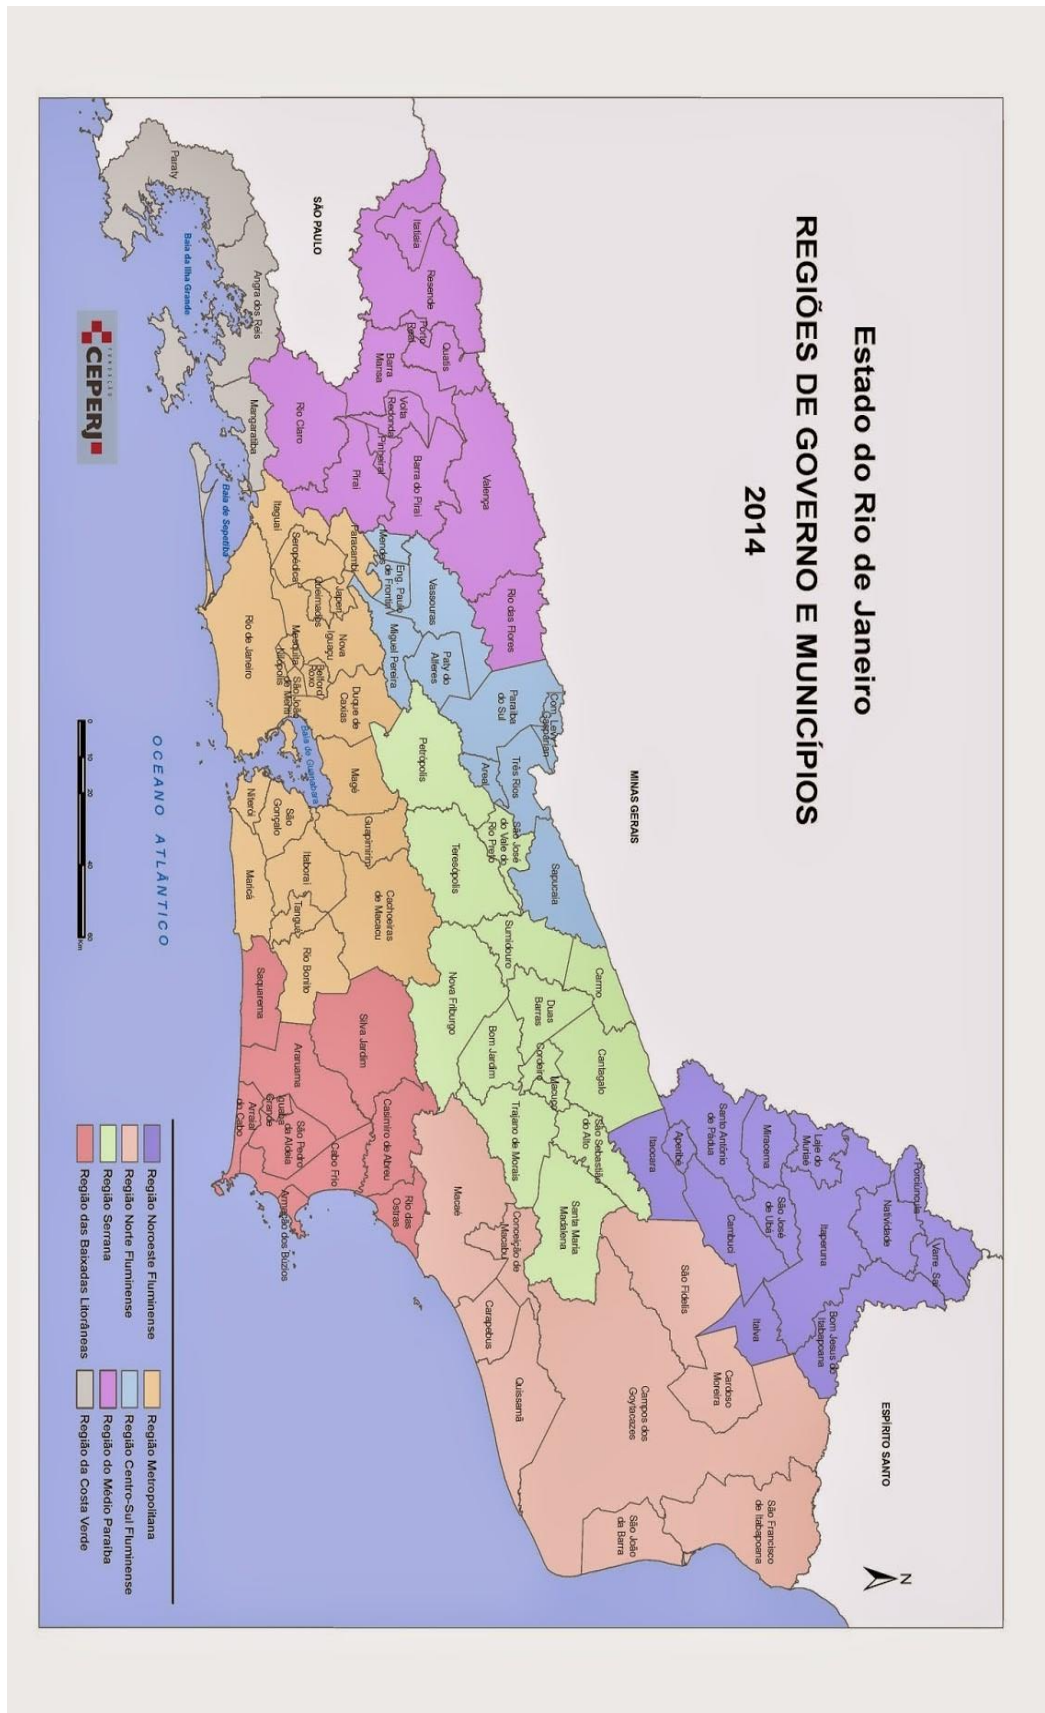 Estado do Rio de Janeiro
REGIÕES DE GOVERNO E MUNICÍPIOS
2014
N
MINAS GERAIS
ESPÍRITO SANTO
SÃO PAULO
OCEANO ATLÂNTICO
Baía da Ilha Grande
Baía de Sepetiba
Baía de Guanabara
Paraty
Angra dos Reis
Mangaratiba
Itatiaia
Resende
Porto
Real
Quatis
Barra
Mansa
Volta
Redonda
Pinheiral
Rio Claro
Piraí
Barra do Piraí
Valença
Rio das Flores
Mendes
Eng. Paulo
de Frontin
Vassouras
Miguel Pereira
Paty do
Alferes
Paraíba
do Sul
Com. Levy
Gasparian
Três Rios
Areal
Sapucaia
Itaguaí
Seropédica
Paracambi
Japeri
Queimados
Nova
Iguaçu
Mesquita
Nilópolis
Belford
Roxo
São João
de Meriti
Duque de
Caxias
Rio de Janeiro
Magé
Guapimirim
Niterói
São
Gonçalo
Itaboraí
Maricá
Tanguá
Cachoeiras
de Macacu
Rio Bonito
Petrópolis
São José
do Vale do
Rio Preto
Teresópolis
Sumidouro
Carmo
Nova Friburgo
Duas
Barras
Bom Jardim
Cordeiro
Macuco
Cantagalo
Trajano de Morais
São Sebastião
do Alto
Santa Maria
Madalena
Saquarema
Araruama
Silva Jardim
Iguaba
Grande
Arraial
do Cabo
São Pedro
da Aldeia
Cabo Frio
Armação dos Búzios
Casimiro de Abreu
Rio das
Ostras
Macaé
Conceição de
Macabu
Carapebus
Quissamã
Campos dos
Goytacazes
São Fidelis
Cardoso
Moreira
São João
da Barra
São Francisco
de Itabapoana
Itaocara
Aperibé
Santo Antônio
de Pádua
Miracema
Cambuci
São José
de Ubá
Laje do
Muriaé
Itaperuna
Italva
Natividade
Porciúncula
Varre_Sai
Bom Jesus do
Itabapoana
FUNDAÇÃO
CEPERJ
0 10 20 40 60
Km
Região Noroeste Fluminense
Região Norte Fluminense
Região Serrana
Região das Baixadas Litorâneas
Região Metropolitana
Região Centro-Sul Fluminense
Região do Médio Paraíba
Região da Costa Verde